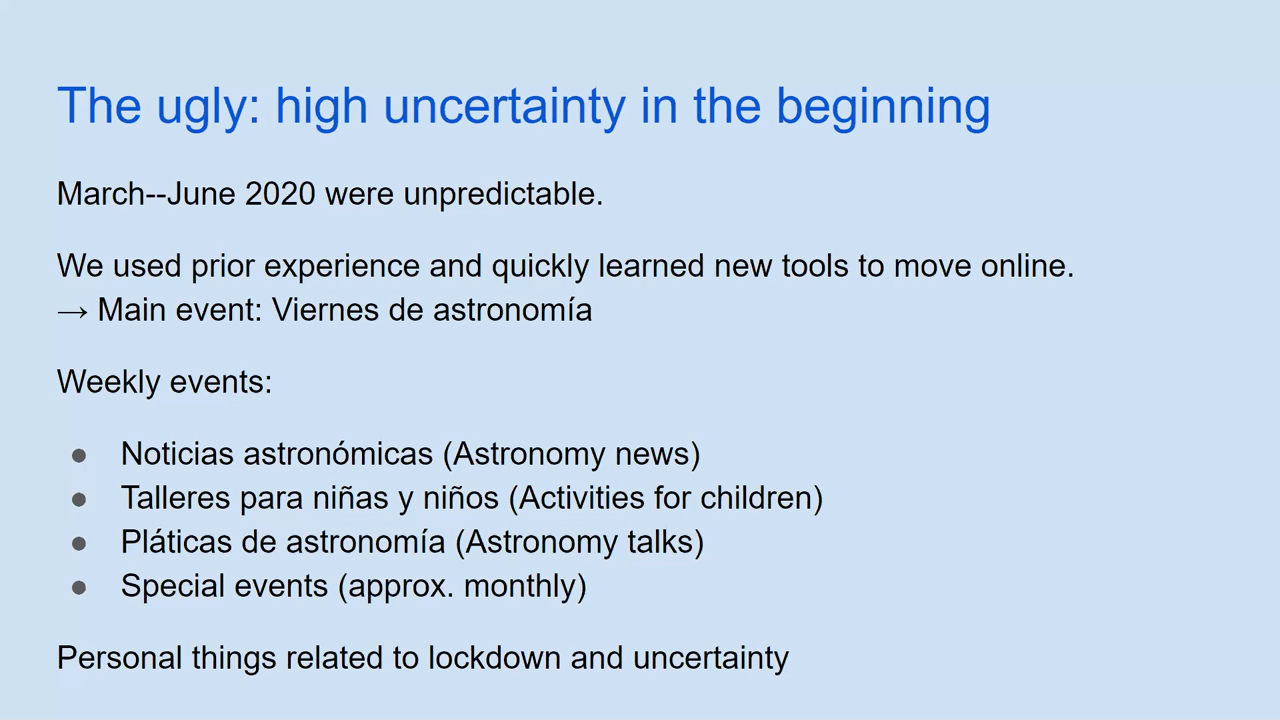 The ugly: high uncertainty in the beginning
March--June 2020 were unpredictable.
We used prior experience and quickly learned new tools to move online.
→ Main event: Viernes de astronomía
Weekly events:
● Noticias astronómicas (Astronomy news)
● Talleres para niñas y niños (Activities for children)
● Pláticas de astronomía (Astronomy talks)
● Special events (approx. monthly)
Personal things related to lockdown and uncertainty